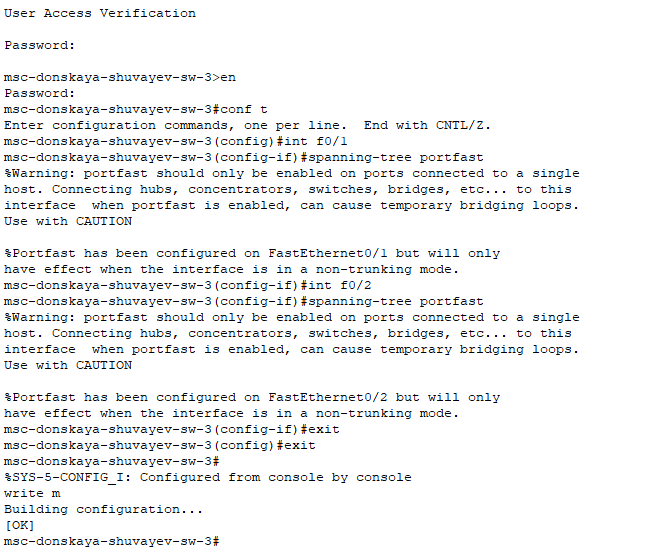 User Access Verification
Password:
msc-donskaya-shuvayev-sw-3>en
Password:
msc-donskaya-shuvayev-sw-3#conf t
Enter configuration commands, one per line.  End with CNTL/Z.
msc-donskaya-shuvayev-sw-3(config)#int f0/1
msc-donskaya-shuvayev-sw-3(config-if)#spanning-tree portfast
%Warning: portfast should only be enabled on ports connected to a single
host. Connecting hubs, concentrators, switches, bridges, etc... to this
interface  when portfast is enabled, can cause temporary bridging loops.
Use with CAUTION
%Portfast has been configured on FastEthernet0/1 but will only
have effect when the interface is in a non-trunking mode.
msc-donskaya-shuvayev-sw-3(config-if)#int f0/2
msc-donskaya-shuvayev-sw-3(config-if)#spanning-tree portfast
%Warning: portfast should only be enabled on ports connected to a single
host. Connecting hubs, concentrators, switches, bridges, etc... to this
interface  when portfast is enabled, can cause temporary bridging loops.
Use with CAUTION
%Portfast has been configured on FastEthernet0/2 but will only
have effect when the interface is in a non-trunking mode.
msc-donskaya-shuvayev-sw-3(config-if)#exit
msc-donskaya-shuvayev-sw-3(config)#exit
msc-donskaya-shuvayev-sw-3#
%SYS-5-CONFIG_I: Configured from console by console
write m
Building configuration...
[OK]
msc-donskaya-shuvayev-sw-3#